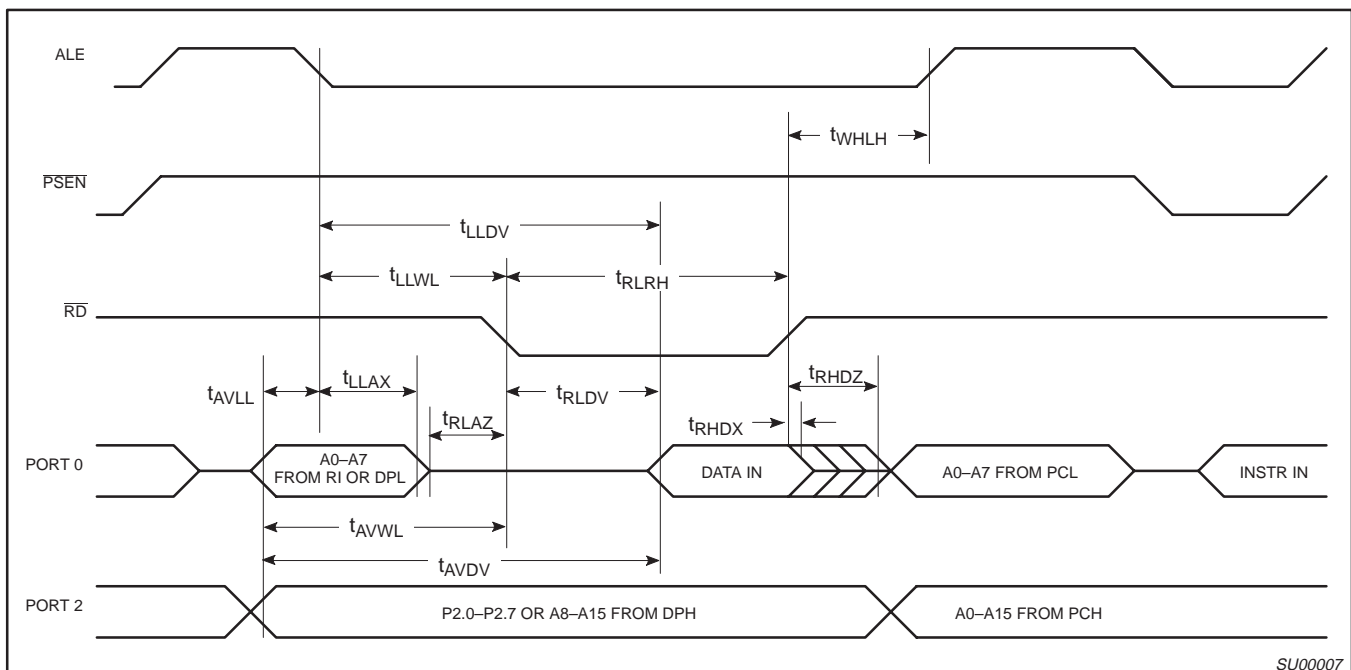 ALE
tWHLH
PSEN
tLLDV
tLLWL
tRLRH
RD
tAVLL
tLLAX
tRLDV
tRHDZ
tRLAZ
tRHDX
PORT 0
A0–A7
FROM RI OR DPL
DATA IN
A0–A7 FROM PCL
INSTR IN
tAVWL
tAVDV
PORT 2
P2.0–P2.7 OR A8–A15 FROM DPH
A0–A15 FROM PCH
SU00007